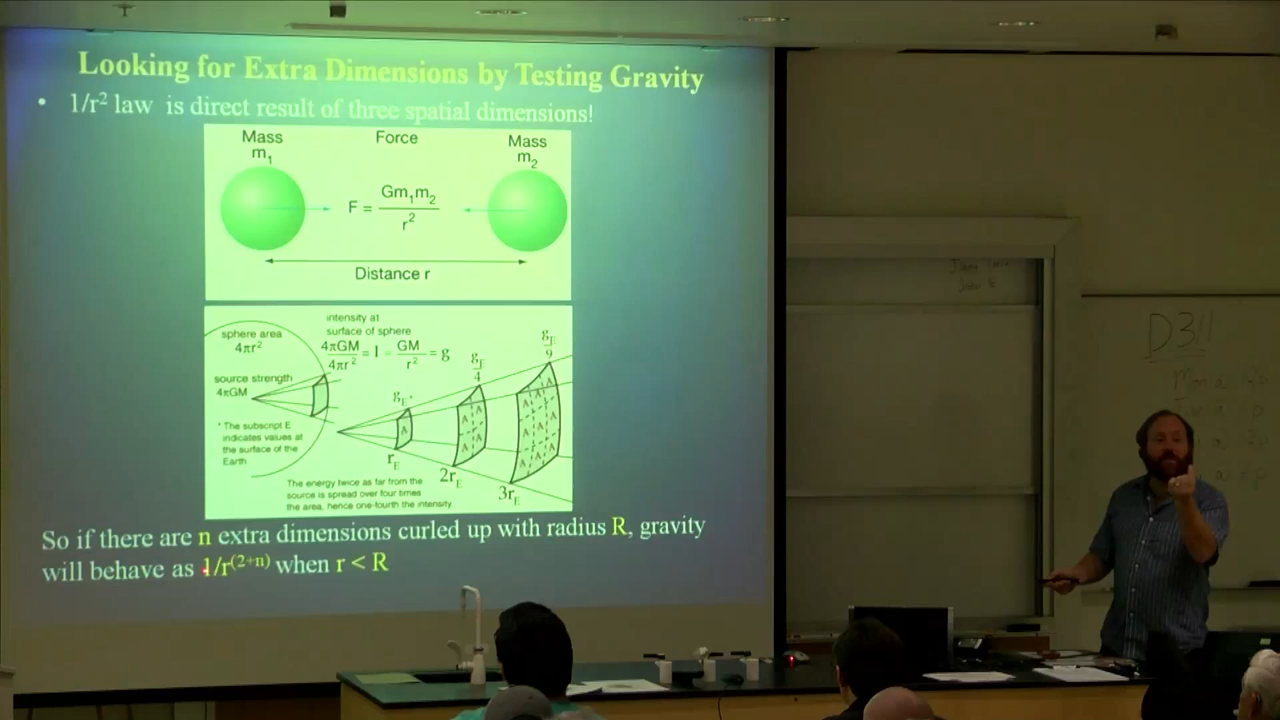 Looking for Extra Dimensions by Testing Gravity
• 1/r² law is direct result of three spatial dimensions!
Mass
m₁
Force
Mass
m₂
F = Gm₁m₂
r²
Distance r
sphere area
4πr²
source strength
4πGM
* The subscript E
indicates values at
the surface of the
Earth
intensity at
surface of sphere
4πGM/4πr² = I = GM/r² = g
g_E*
g_E/4
g_E/9
A
A A
A A
r_E
2r_E
3r_E
The energy twice as far from the
source is spread over four times
the area, hence one-fourth the intensity
So if there are n extra dimensions curled up with radius R, gravity
will behave as 1/r⁽²⁺ⁿ⁾ when r < R
D311